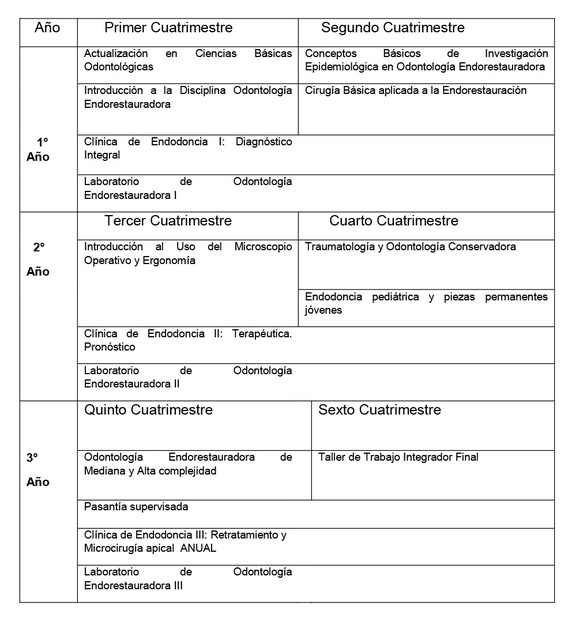 Año Primer Cuatrimestre Segundo Cuatrimestre
Actualización en Ciencias Básicas
Odontológicas
Conceptos Básicos de Investigación
Epidemiológica en Odontología Endorestauradora
Introducción a la Disciplina Odontología
Endorestauradora
Cirugía Básica aplicada a la Endorestauración
1º
Año
Clínica de Endodoncia I: Diagnóstico
Integral
Laboratorio de Odontología
Endorestauradora I
Tercer Cuatrimestre Cuarto Cuatrimestre
2º
Año
Introducción al Uso del Microscopio
Operativo y Ergonomía
Traumatología y Odontología Conservadora
Endodoncia pediátrica y piezas permanentes
jóvenes
Clínica de Endodoncia II: Terapéutica.
Pronóstico
Laboratorio de Odontología
Endorestauradora II
Quinto Cuatrimestre Sexto Cuatrimestre
3º
Año
Odontología Endorestauradora de
Mediana y Alta complejidad
Taller de Trabajo Integrador Final
Pasantía supervisada
Clínica de Endodoncia III: Retratamiento y
Microcirugía apical ANUAL
Laboratorio de Odontología
Endorestauradora III